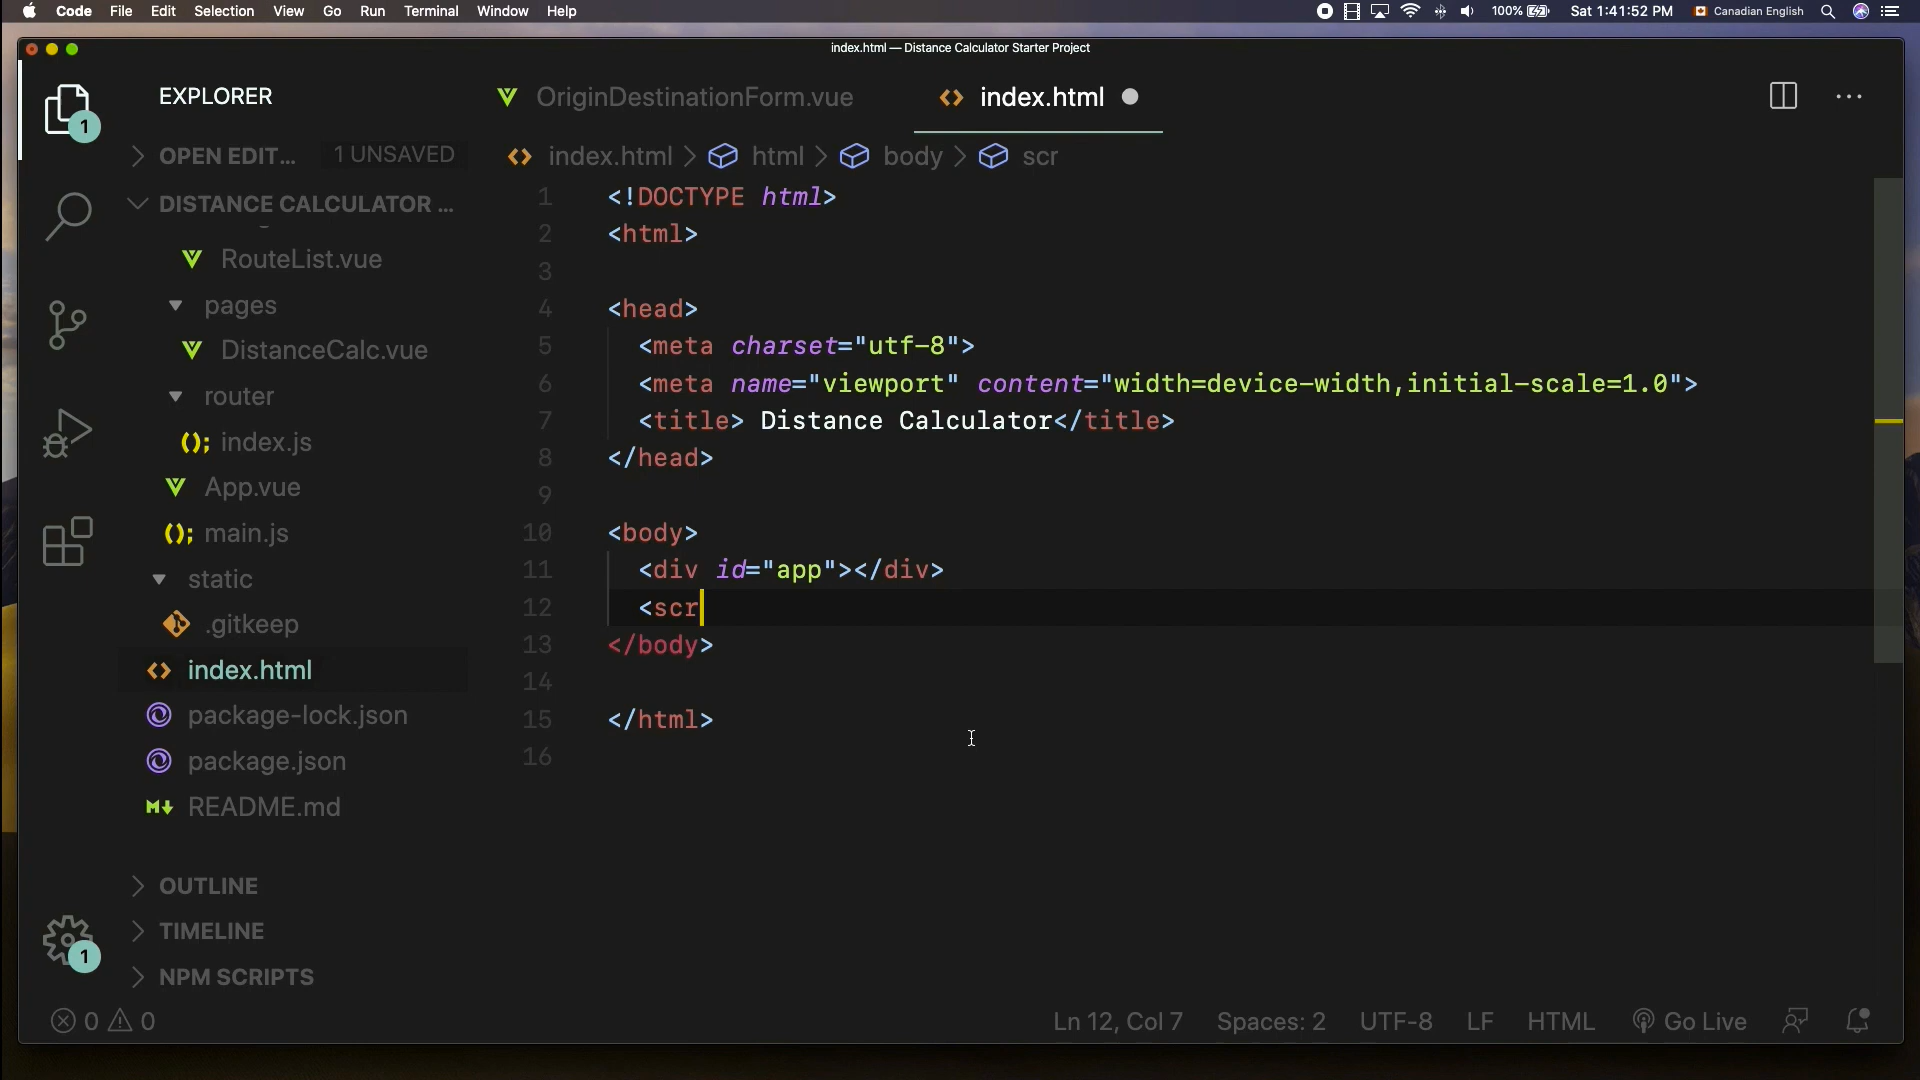 Code File Edit Selection View Go Run Terminal Window Help 100% Sat 1:41:52 PM Canadian English
index.html — Distance Calculator Starter Project
EXPLORER
OPEN EDIT... 1 UNSAVED
DISTANCE CALCULATOR ...
RouteList.vue
pages
DistanceCalc.vue
router
index.js
App.vue
main.js
static
.gitkeep
index.html
package-lock.json
package.json
README.md
OUTLINE
TIMELINE
NPM SCRIPTS
1
1
OriginDestinationForm.vue index.html
index.html > html > body > scr
1 <!DOCTYPE html>
2 <html>
3
4 <head>
5 <meta charset="utf-8">
6 <meta name="viewport" content="width=device-width,initial-scale=1.0">
7 <title> Distance Calculator</title>
8 </head>
9
10 <body>
11 <div id="app"></div>
12 <scr
13 </body>
14
15 </html>
16
0 0 Ln 12, Col 7 Spaces: 2 UTF-8 LF HTML Go Live